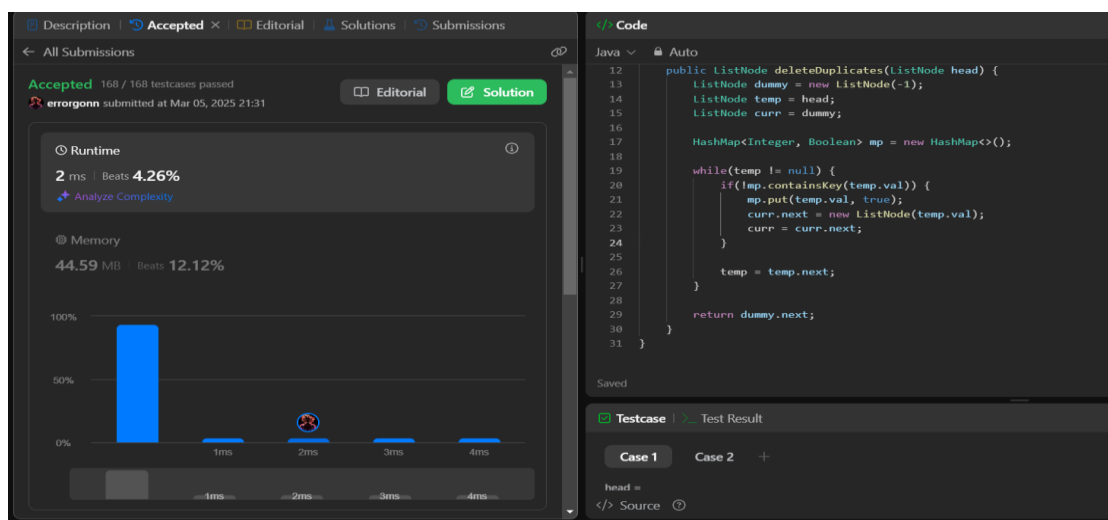 Description | Accepted × | Editorial | Solutions | Submissions
← All Submissions
Accepted 168 / 168 testcases passed
errorgonn submitted at Mar 05, 2025 21:31
Editorial
Solution
Runtime
2 ms | Beats 4.26%
Analyze Complexity
Memory
44.59 MB | Beats 12.12%
100%
50%
0%
1ms 2ms 3ms 4ms
1ms 2ms 3ms 4ms
</> Code
Java Auto
12 public ListNode deleteDuplicates(ListNode head) {
13 ListNode dummy = new ListNode(-1);
14 ListNode temp = head;
15 ListNode curr = dummy;
16
17 HashMap<Integer, Boolean> mp = new HashMap<>();
18
19 while(temp != null) {
20 if(!mp.containsKey(temp.val)) {
21 mp.put(temp.val, true);
22 curr.next = new ListNode(temp.val);
23 curr = curr.next;
24 }
25
26 temp = temp.next;
27 }
28
29 return dummy.next;
30 }
31 }
Saved
Testcase | >_ Test Result
Case 1 Case 2 +
head =
</> Source